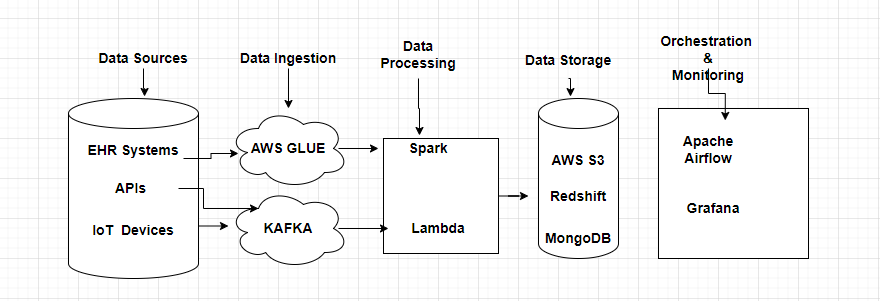 Data Sources
Data Ingestion
Data
Processing
Data Storage
Orchestration
&
Monitoring
EHR Systems
APIs
IoT Devices
AWS GLUE
KAFKA
Spark
Lambda
AWS S3
Redshift
MongoDB
Apache
Airflow
Grafana